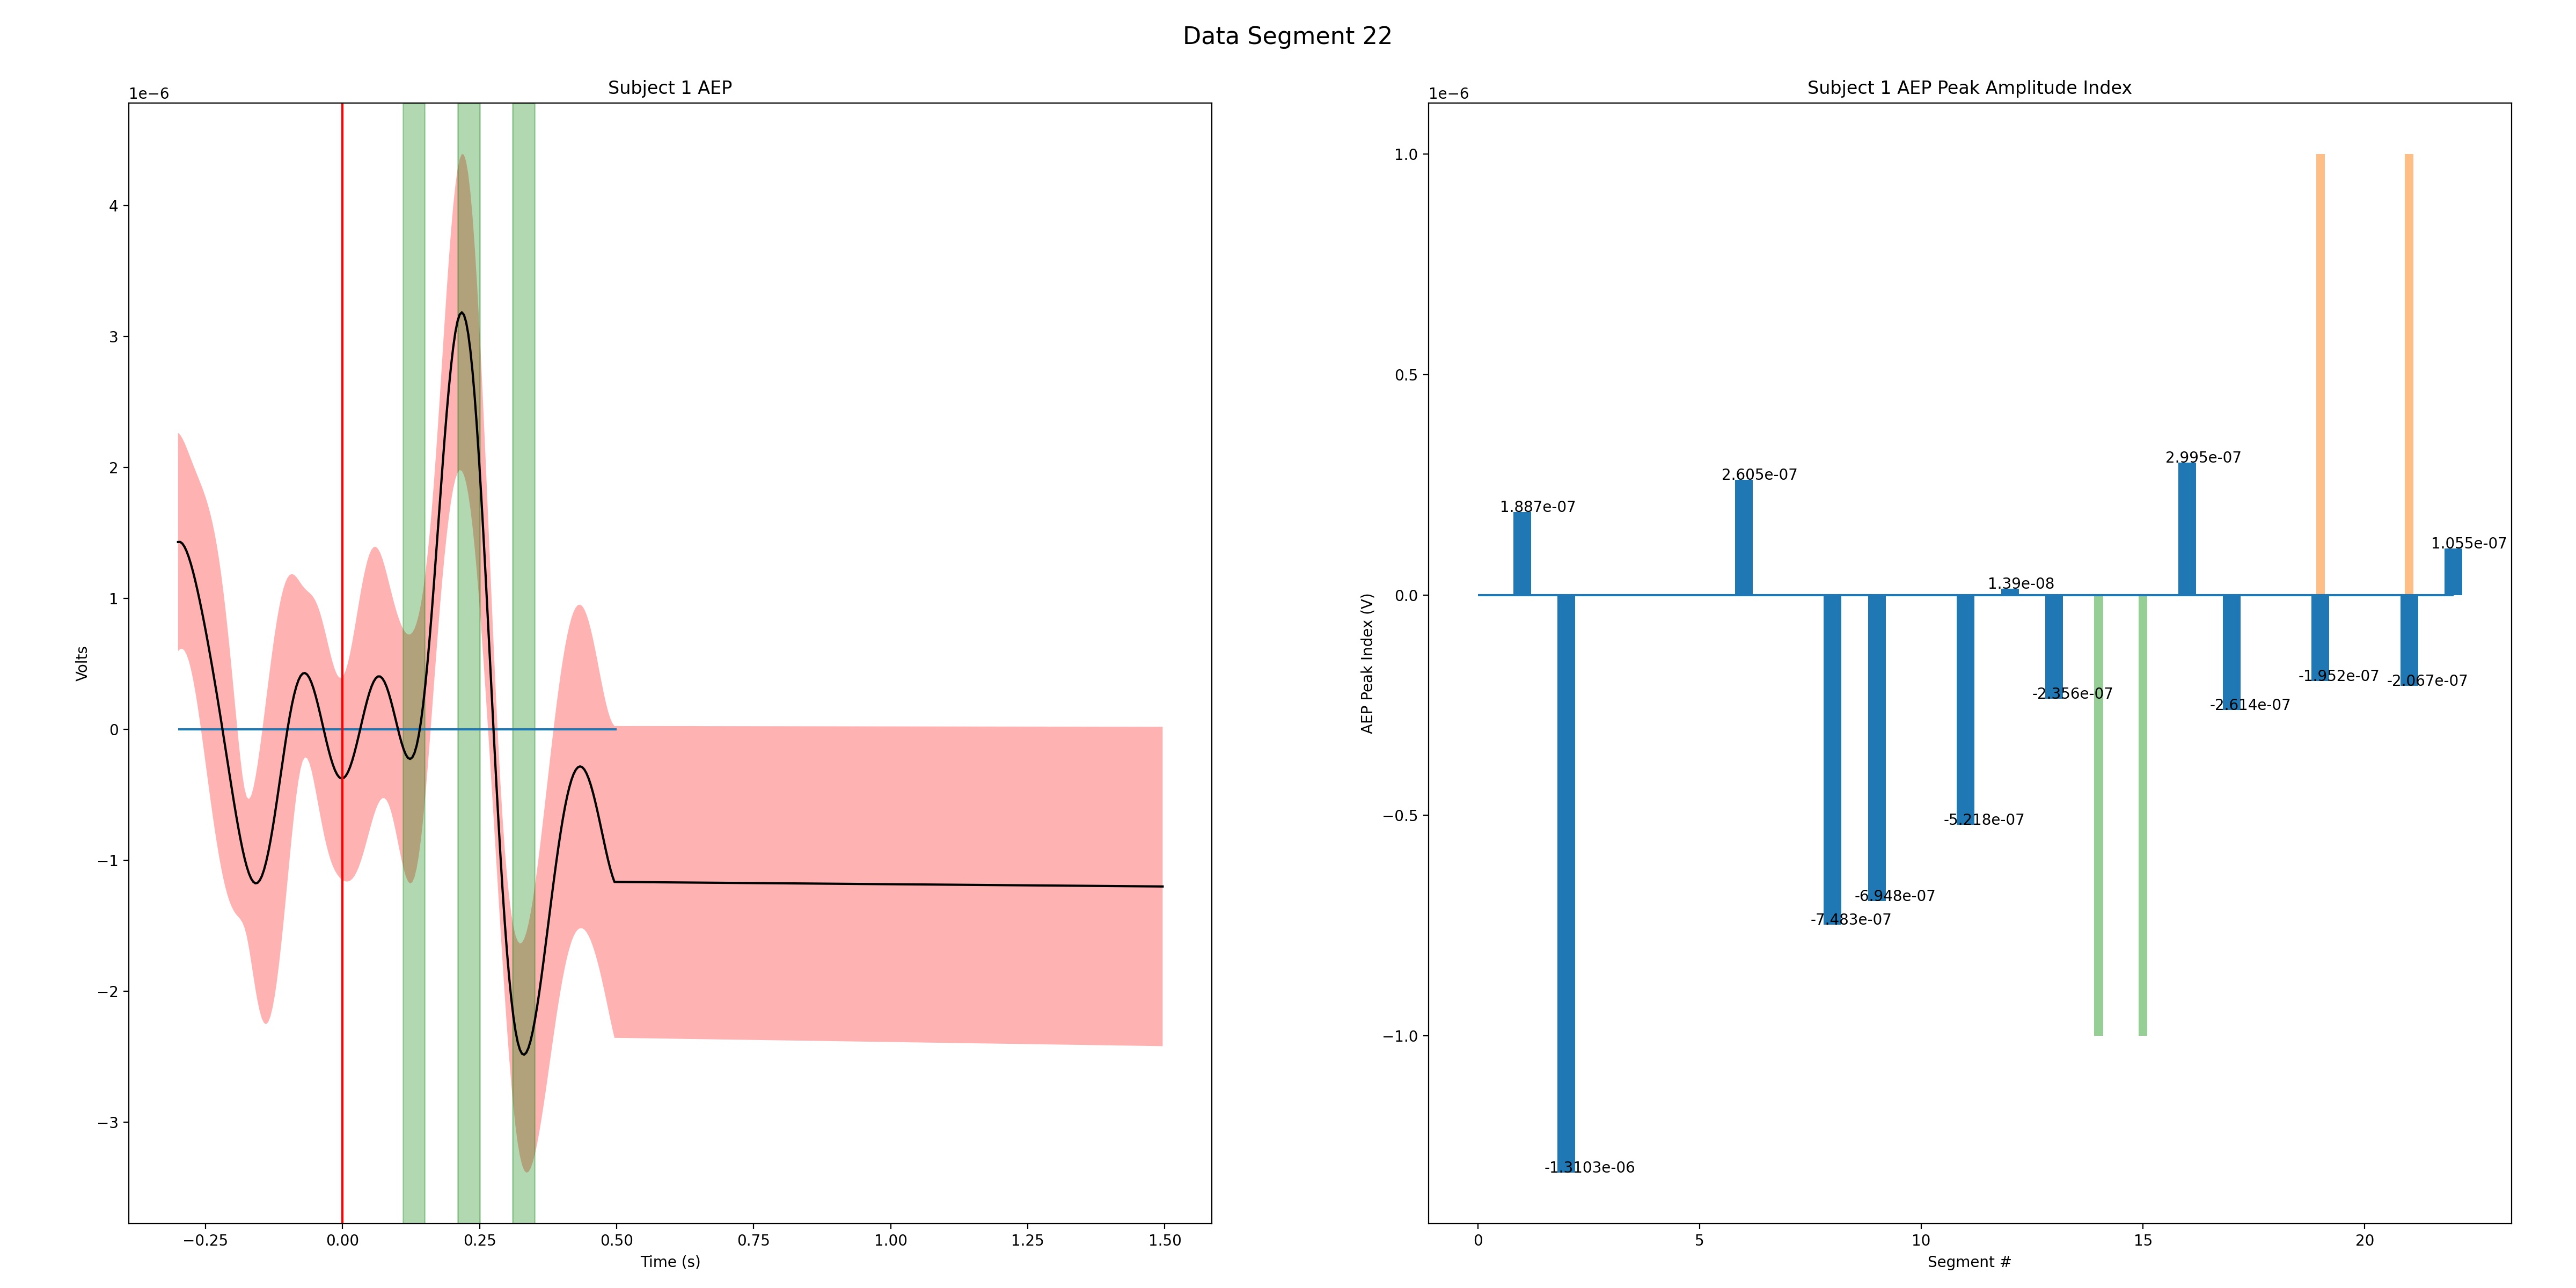 Data Segment 22
Subject 1 AEP
1e−6
4
3
2
1
0
−1
−2
−3
Volts
−0.25 0.00 0.25 0.50 0.75 1.00 1.25 1.50
Time (s)
Subject 1 AEP Peak Amplitude Index
1e−6
1.0
0.5
0.0
−0.5
−1.0
AEP Peak Index (V)
1.887e-07
-1.3103e-06
2.605e-07
-7.483e-07
-6.948e-07
-5.218e-07
1.39e-08
-2.356e-07
2.995e-07
-2.614e-07
-1.952e-07
-2.067e-07
1.055e-07
0 5 10 15 20
Segment #